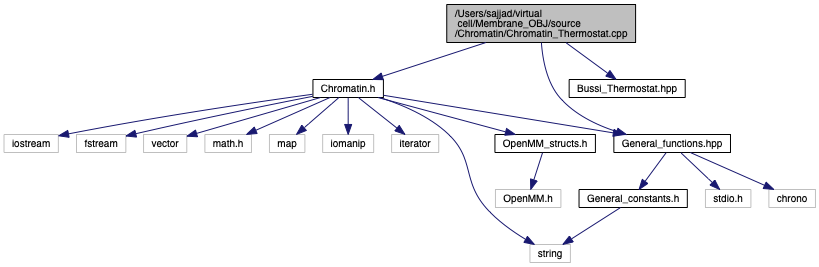 /Users/sajjad/virtual
cell/Membrane_OBJ/source
/Chromatin/Chromatin_Thermostat.cpp
Chromatin.h
Bussi_Thermostat.hpp
iostream
fstream
vector
math.h
map
iomanip
iterator
OpenMM_structs.h
General_functions.hpp
OpenMM.h
General_constants.h
stdio.h
chrono
string